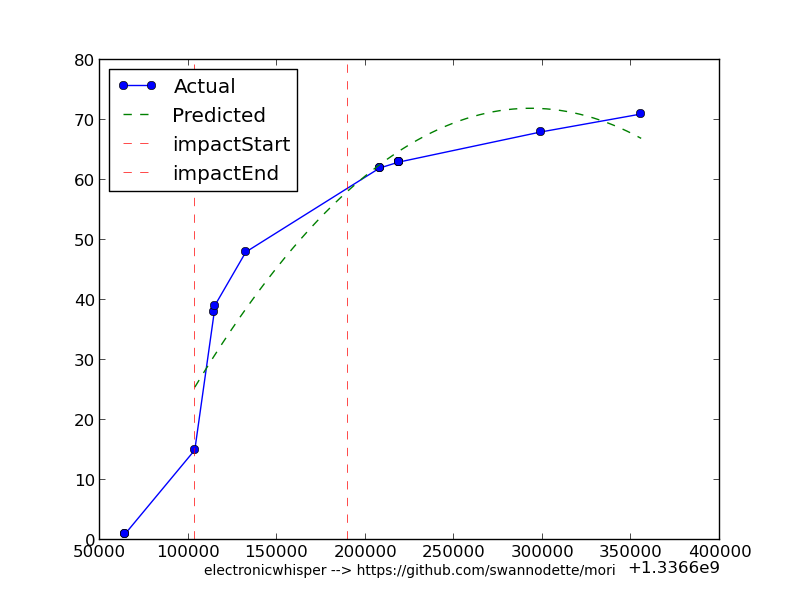 80
70
60
50
40
30
20
10
0
Actual
Predicted
impactStart
impactEnd
50000 100000 150000 200000 250000 300000 350000 400000
electronicwhisper --> https://github.com/swannodette/mori +1.3366e9